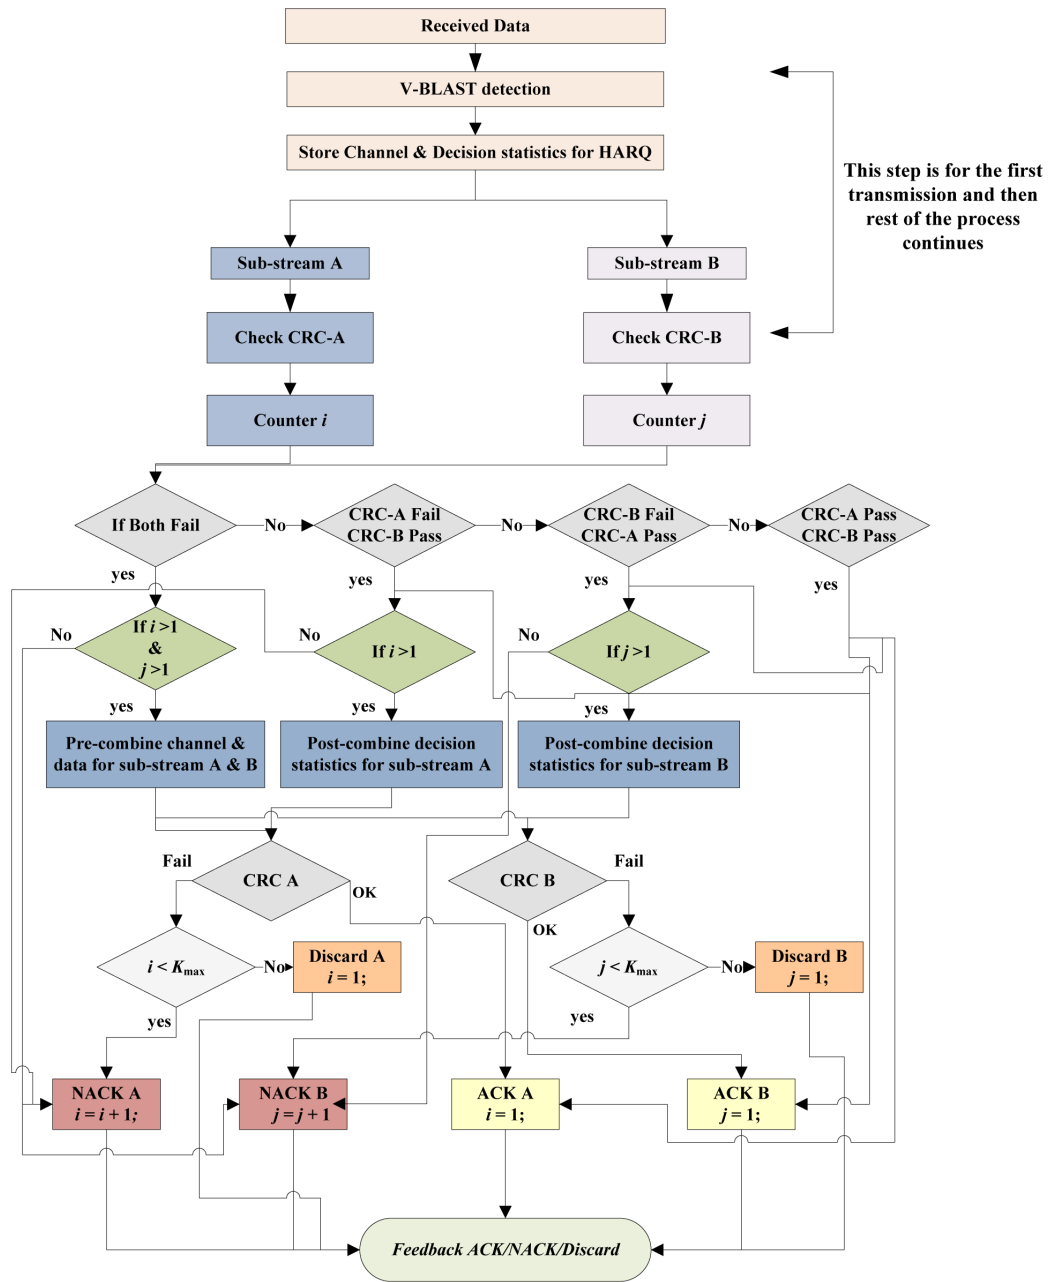 Received Data
V-BLAST detection
Store Channel & Decision statistics for HARQ
This step is for the first
transmission and then
rest of the process
continues
Sub-stream A
Sub-stream B
Check CRC-A
Check CRC-B
Counter i
Counter j
If Both Fail
No
CRC-A Fail
CRC-B Pass
No
CRC-B Fail
CRC-A Pass
No
CRC-A Pass
CRC-B Pass
yes
yes
yes
yes
No
If i >1
&
j >1
No
If i >1
No
If j >1
yes
yes
yes
Pre-combine channel &
data for sub-stream A & B
Post-combine decision
statistics for sub-stream A
Post-combine decision
statistics for sub-stream B
Fail
CRC A
OK
CRC B
Fail
OK
i < Kmax
No
Discard A
i = 1;
j < Kmax
No
Discard B
j = 1;
yes
yes
NACK A
i = i + 1;
NACK B
j = j + 1
ACK A
i = 1;
ACK B
j = 1;
Feedback ACK/NACK/Discard